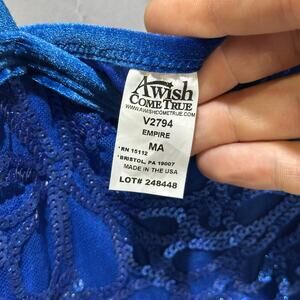 A Wish
COME TRUE
WWW.AWISHCOMETRUE.COM
V2794
EMPIRE
MA
*RN 15112
*BRISTOL, PA 19007
MADE IN THE USA
LOT# 248448